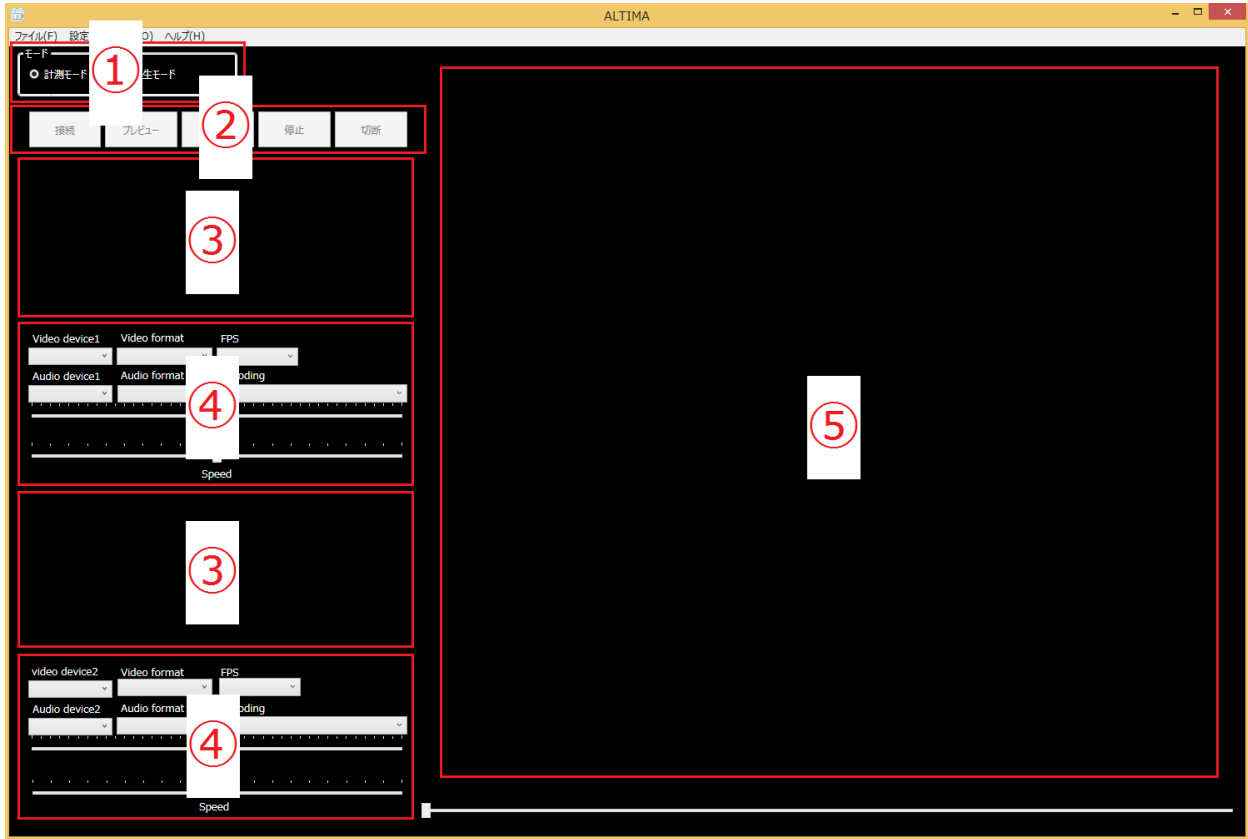 ALTIMA
ファイル(F) 設定 O) ヘルプ(H)
モード
計測モード ① 生モード
接続 プレビュー ② 停止 切断
③
Video device1 Video format FPS
Audio device1 Audio format oding
④
Speed
③
video device2 Video format FPS
Audio device2 Audio format oding
④
Speed
⑤